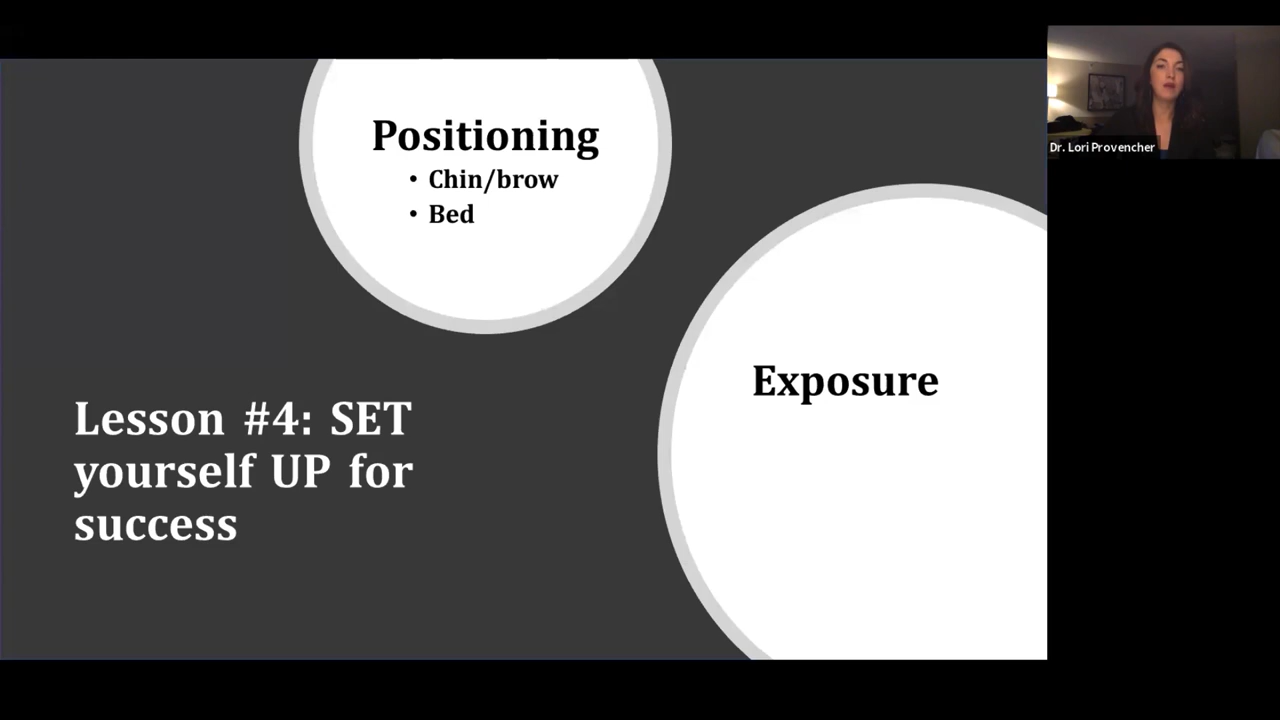 Positioning
• Chin/brow
• Bed
Exposure
Lesson #4: SET
yourself UP for
success
Dr. Lori Provencher